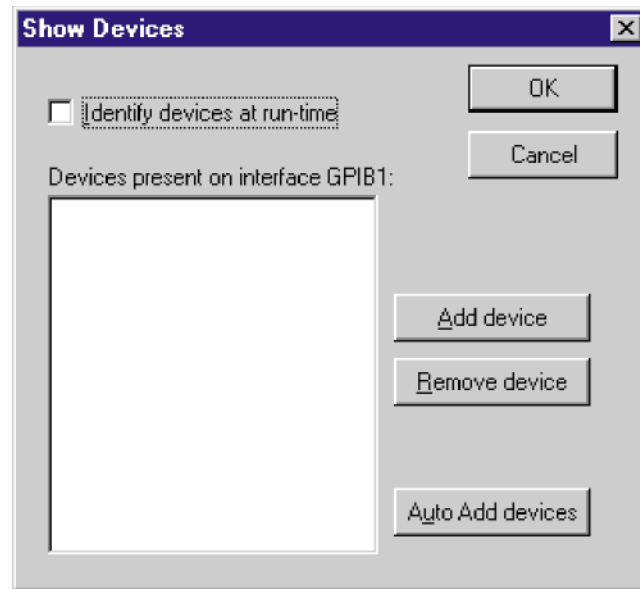 Show Devices
OK
Identify devices at run-time
Cancel
Devices present on interface GPIB1:
Add device
Remove device
Auto Add devices